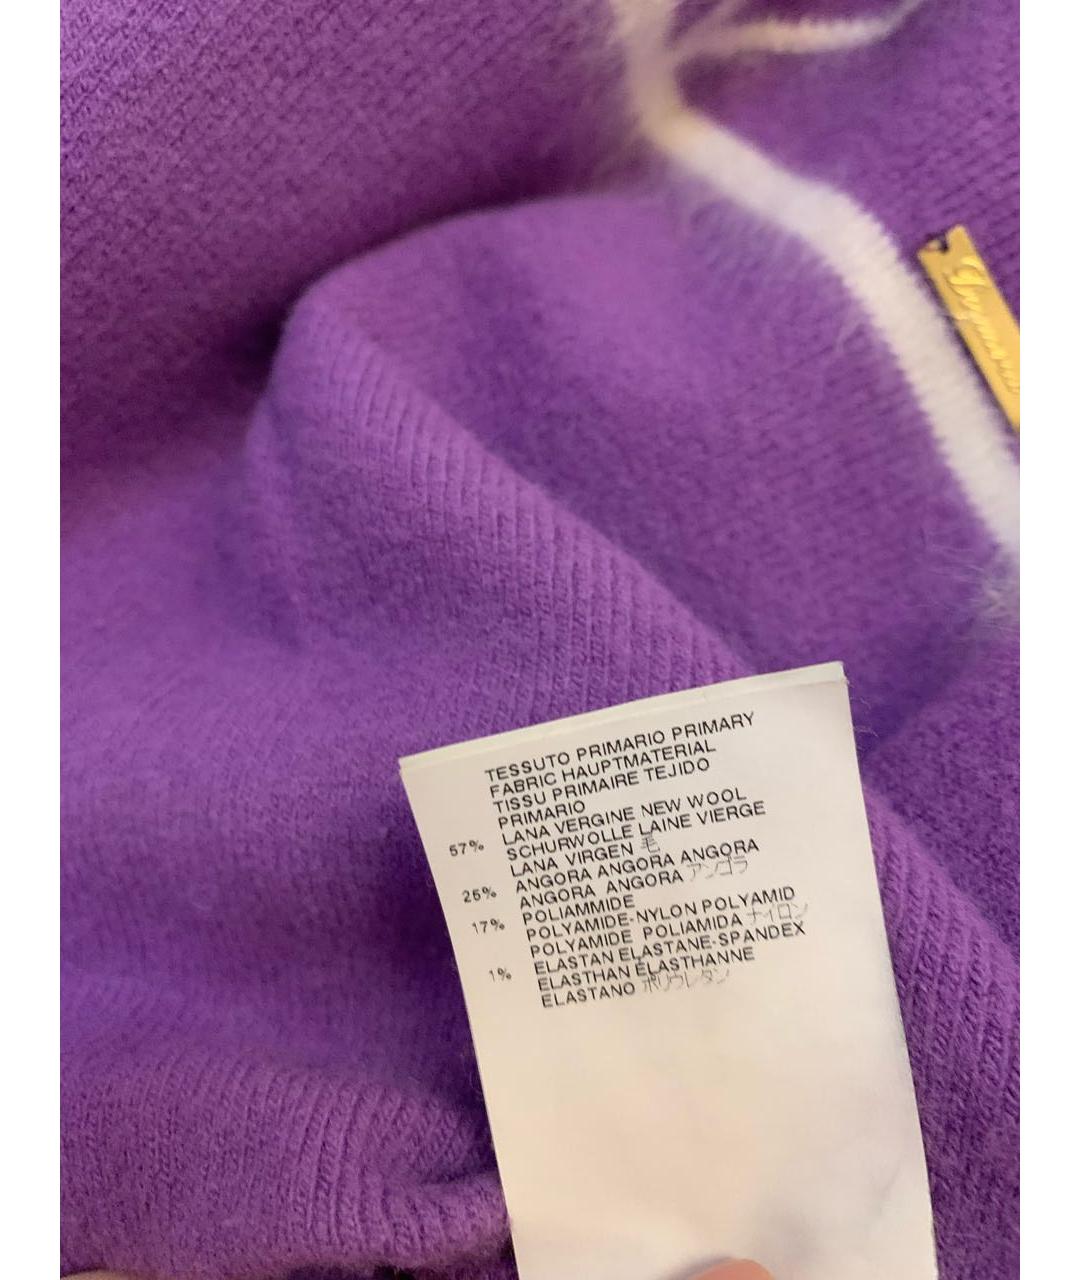 TESSUTO PRIMARIO PRIMARY
FABRIC HAUPTMATERIAL
TISSU PRIMAIRE TEJIDO
PRIMARIO
57% LANA VERGINE NEW WOOL
SCHURWOLLE LAINE VIERGE
LANA VIRGEN 毛
25% ANGORA ANGORA ANGORA
ANGORA ANGORA アンゴラ
17% POLIAMMIDE
POLYAMIDE-NYLON POLYAMID
POLYAMIDE POLIAMIDA ナイロン
1% ELASTAN ELASTANE-SPANDEX
ELASTHAN ÉLASTHANNE
ELASTANO ポリウレタン